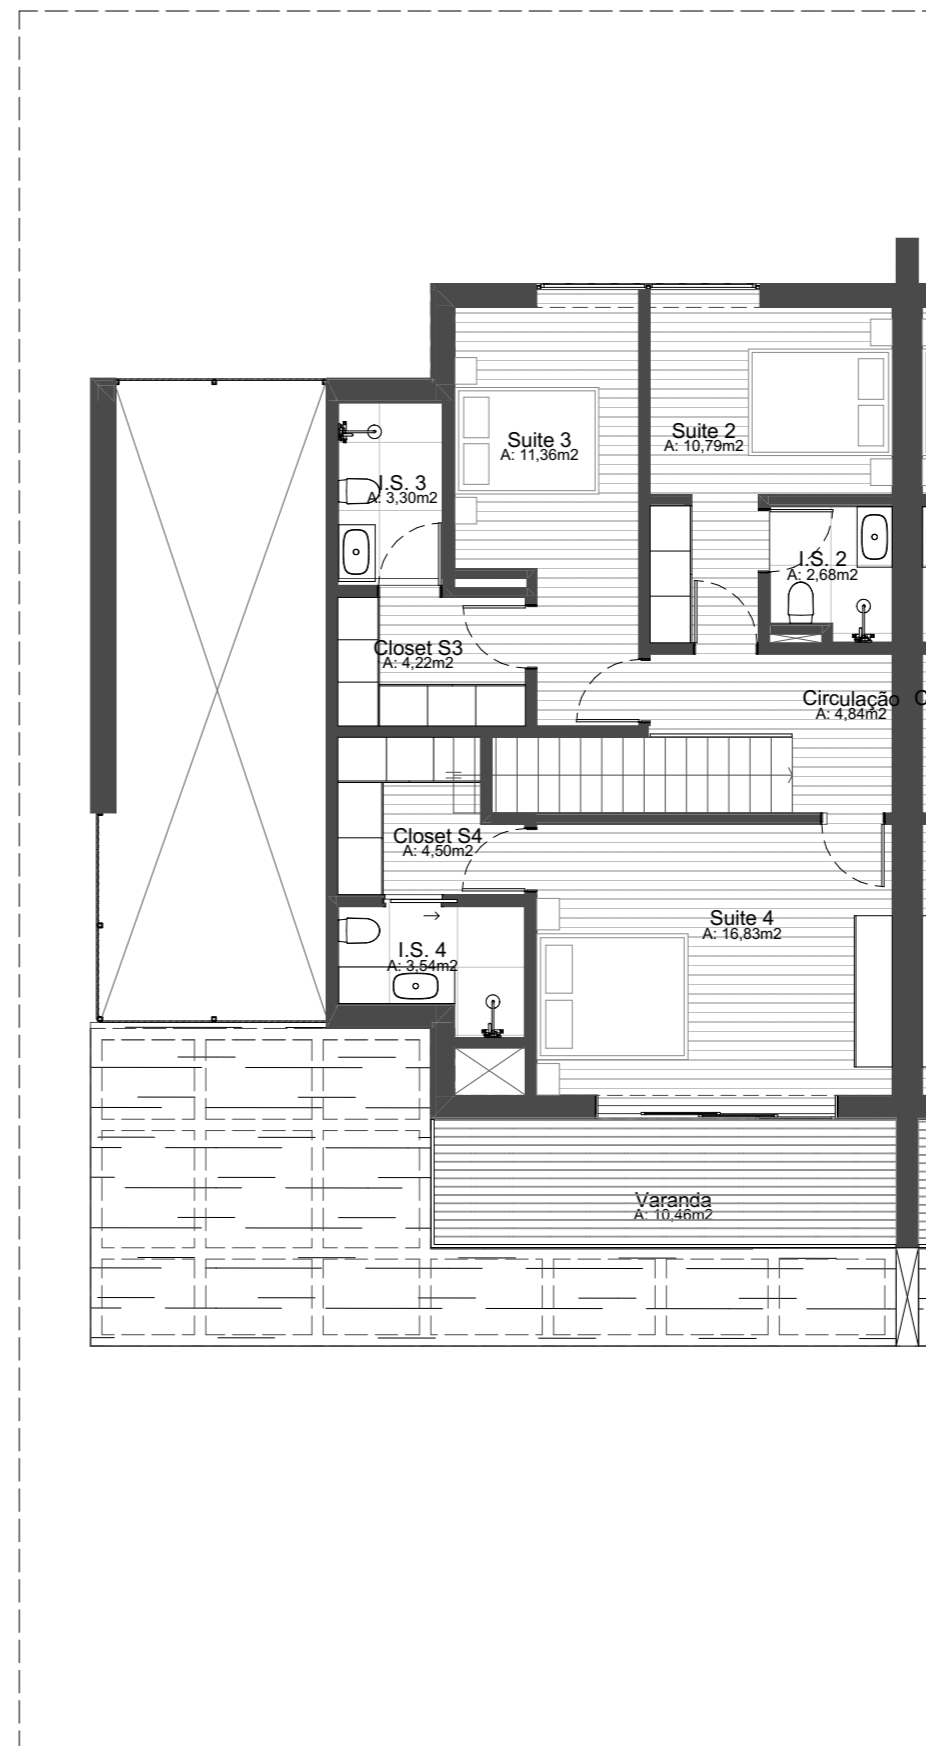 Suite 3
A: 11,36m2
Suite 2
A: 10,79m2
I.S. 3
A: 3,30m2
I.S. 2
A: 2,68m2
Closet S3
A: 4,22m2
Circulação
A: 4,84m2
C
Closet S4
A: 4,50m2
Suite 4
A: 16,83m2
I.S. 4
A: 3,54m2
Varanda
A: 10,46m2